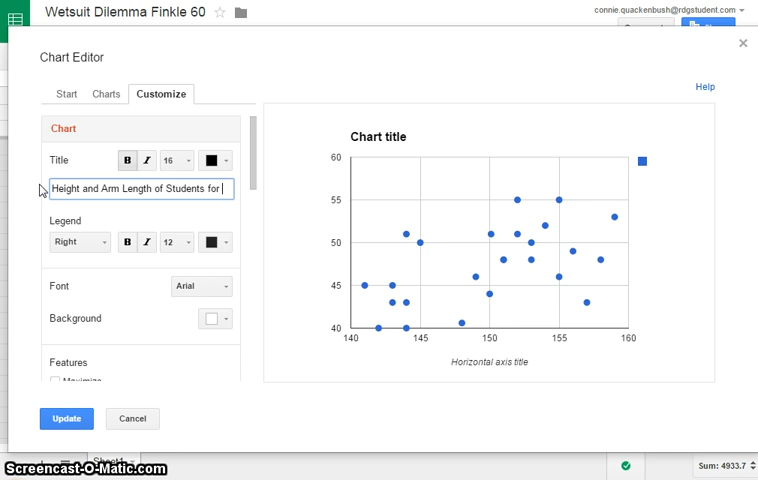 Wetsuit Dilemma Finkle 60
connie.quackenbush@rdgstudent.com
Chart Editor
Start Charts Customize
Help
Chart
Title B I 16
Height and Arm Length of Students for
Legend
Right B I 12
Font Arial
Background
Features
Maximize
Update Cancel
Chart title
60
55
50
45
40
140 145 150 155 160
Horizontal axis title
Sheet1
Sum: 4933.7
Screencast-O-Matic.com